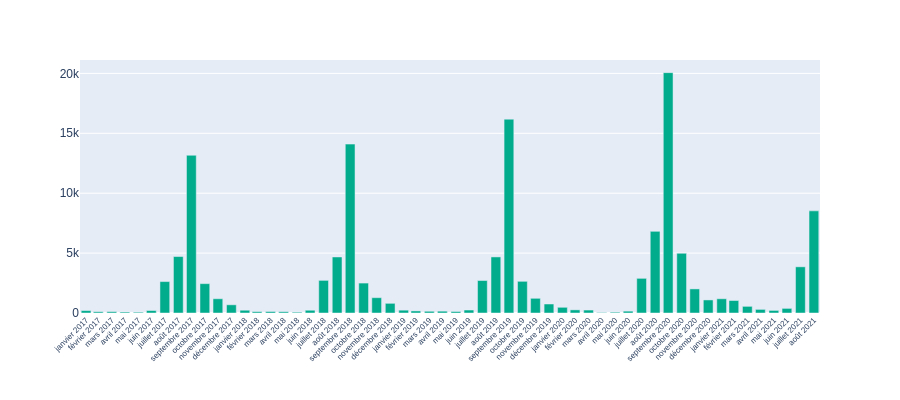 20k
15k
10k
5k
0
janvier 2017
février 2017
mars 2017
avril 2017
mai 2017
juin 2017
juillet 2017
août 2017
septembre 2017
octobre 2017
novembre 2017
décembre 2017
janvier 2018
février 2018
mars 2018
avril 2018
mai 2018
juin 2018
juillet 2018
août 2018
septembre 2018
octobre 2018
novembre 2018
décembre 2018
janvier 2019
février 2019
mars 2019
avril 2019
mai 2019
juin 2019
juillet 2019
août 2019
septembre 2019
octobre 2019
novembre 2019
décembre 2019
janvier 2020
février 2020
mars 2020
avril 2020
mai 2020
juin 2020
juillet 2020
août 2020
septembre 2020
octobre 2020
novembre 2020
décembre 2020
janvier 2021
février 2021
mars 2021
avril 2021
mai 2021
juin 2021
juillet 2021
août 2021